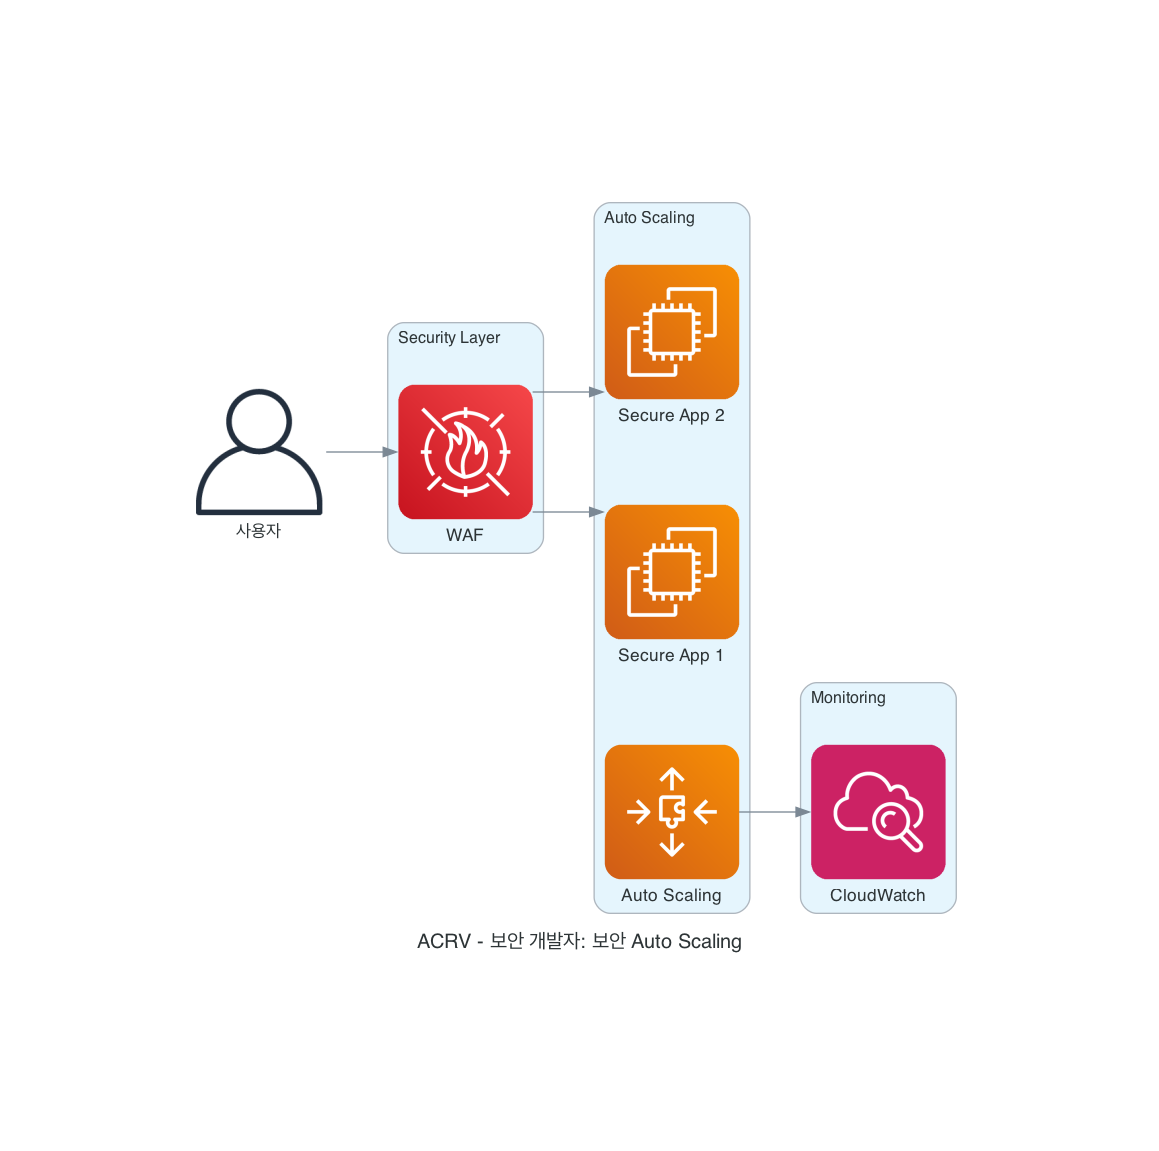 사용자
Security Layer
WAF
Auto Scaling
Secure App 2
Secure App 1
Auto Scaling
Monitoring
CloudWatch
ACRV - 보안 개발자: 보안 Auto Scaling